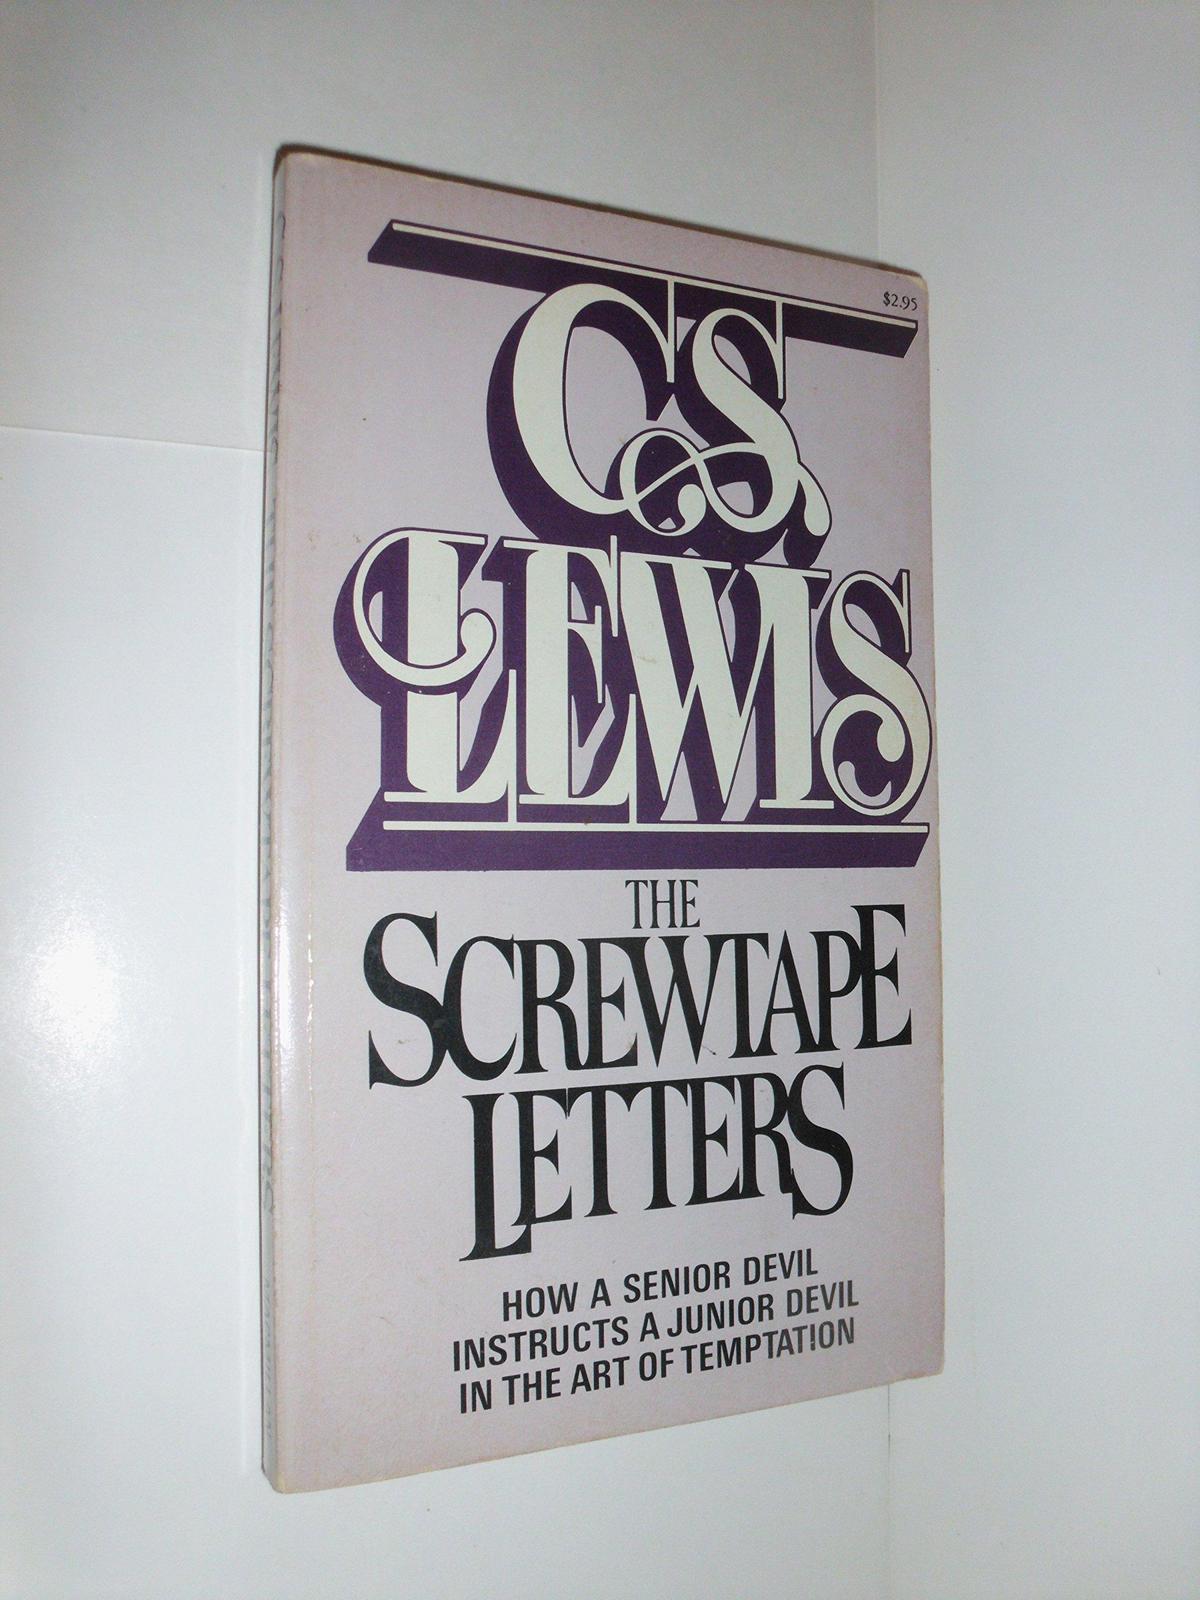 $2.95
C.S.
LEWIS
THE
SCREWTAPE
LETTERS
HOW A SENIOR DEVIL
INSTRUCTS A JUNIOR DEVIL
IN THE ART OF TEMPTATION